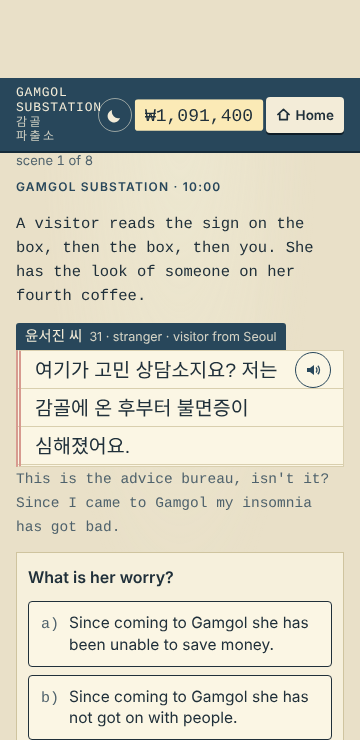 GAMGOL
SUBSTATION
감골
파출소
₩1,091,400
Home
scene 1 of 8
GAMGOL SUBSTATION · 10:00
A visitor reads the sign on the
box, then the box, then you. She
has the look of someone on her
fourth coffee.
윤서진 씨 31 · stranger · visitor from Seoul
여기가 고민 상담소지요? 저는
감골에 온 후부터 불면증이
심해졌어요.
This is the advice bureau, isn't it?
Since I came to Gamgol my insomnia
has got bad.
What is her worry?
a) Since coming to Gamgol she has
been unable to save money.
b) Since coming to Gamgol she has
not got on with people.